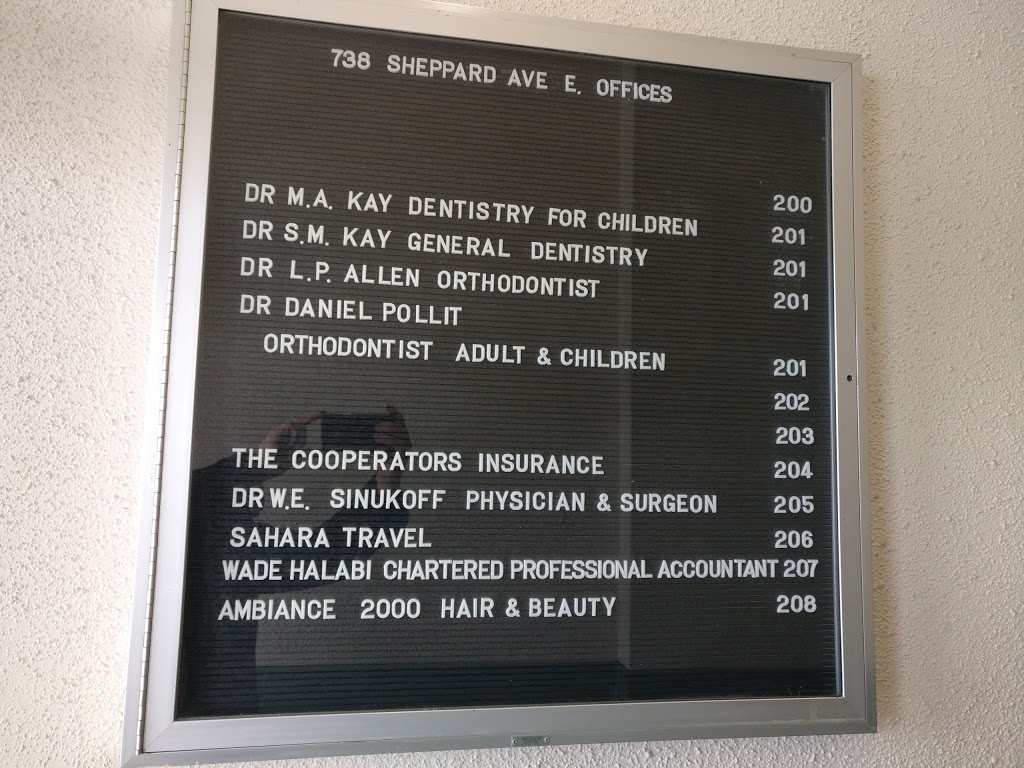 738 SHEPPARD AVE E. OFFICES
200
DR M.A. KAY DENTISTRY FOR CHILDREN 201
DR S.M. KAY GENERAL DENTISTRY 201
DR L.P. ALLEN ORTHODONTIST 201
DR DANIEL POLLIT
ORTHODONTIST ADULT & CHILDREN 201
202
203
THE COOPERATORS INSURANCE 204
DR W.E. SINUKOFF PHYSICIAN & SURGEON 205
SAHARA TRAVEL 206
WADE HALABI CHARTERED PROFESSIONAL ACCOUNTANT 207
AMBIANCE 2000 HAIR & BEAUTY 208